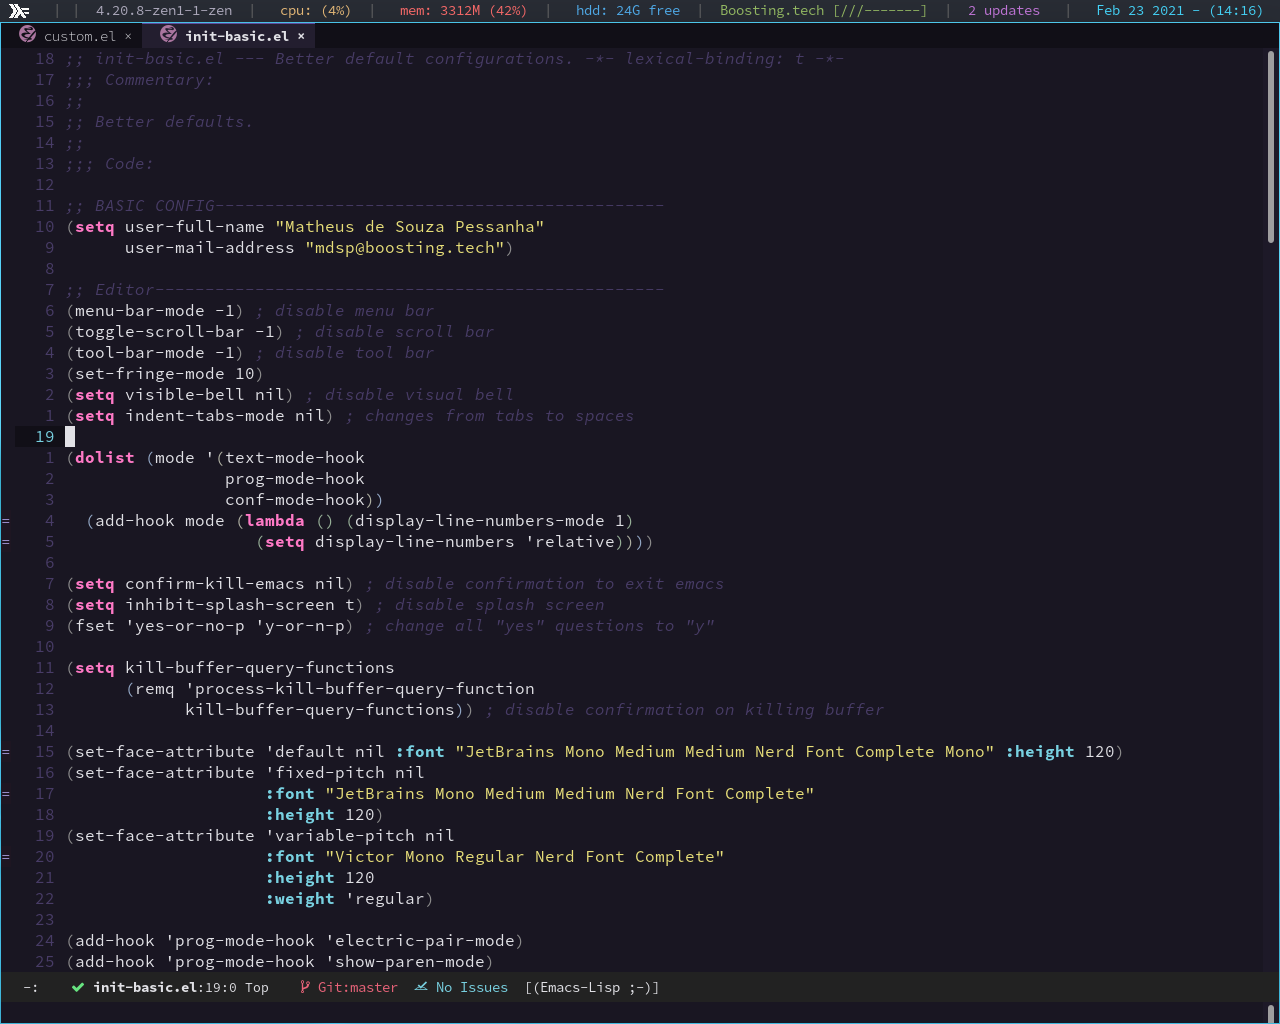 4.20.8-zen1-1-zen | cpu: (4%) | mem: 3312M (42%) | hdd: 24G free | Boosting.tech [///-------] | 2 updates | Feb 23 2021 - (14:16)
custom.el × init-basic.el ×
18 ;; init-basic.el --- Better default configurations. -*- lexical-binding: t -*-
17 ;;; Commentary:
16 ;;
15 ;; Better defaults.
14 ;;
13 ;;; Code:
12
11 ;; BASIC CONFIG---------------------------------------------
10 (setq user-full-name "Matheus de Souza Pessanha"
9 user-mail-address "mdsp@boosting.tech")
8
7 ;; Editor---------------------------------------------------
6 (menu-bar-mode -1) ; disable menu bar
5 (toggle-scroll-bar -1) ; disable scroll bar
4 (tool-bar-mode -1) ; disable tool bar
3 (set-fringe-mode 10)
2 (setq visible-bell nil) ; disable visual bell
1 (setq indent-tabs-mode nil) ; changes from tabs to spaces
19
1 (dolist (mode '(text-mode-hook
2 prog-mode-hook
3 conf-mode-hook))
= 4 (add-hook mode (lambda () (display-line-numbers-mode 1)
= 5 (setq display-line-numbers 'relative))))
6
7 (setq confirm-kill-emacs nil) ; disable confirmation to exit emacs
8 (setq inhibit-splash-screen t) ; disable splash screen
9 (fset 'yes-or-no-p 'y-or-n-p) ; change all "yes" questions to "y"
10
11 (setq kill-buffer-query-functions
12 (remq 'process-kill-buffer-query-function
13 kill-buffer-query-functions)) ; disable confirmation on killing buffer
14
= 15 (set-face-attribute 'default nil :font "JetBrains Mono Medium Medium Nerd Font Complete Mono" :height 120)
16 (set-face-attribute 'fixed-pitch nil
= 17 :font "JetBrains Mono Medium Medium Nerd Font Complete"
18 :height 120)
19 (set-face-attribute 'variable-pitch nil
= 20 :font "Victor Mono Regular Nerd Font Complete"
21 :height 120
22 :weight 'regular)
23
24 (add-hook 'prog-mode-hook 'electric-pair-mode)
25 (add-hook 'prog-mode-hook 'show-paren-mode)
-: ✔ init-basic.el:19:0 Top Git:master No Issues [(Emacs-Lisp ;-)]